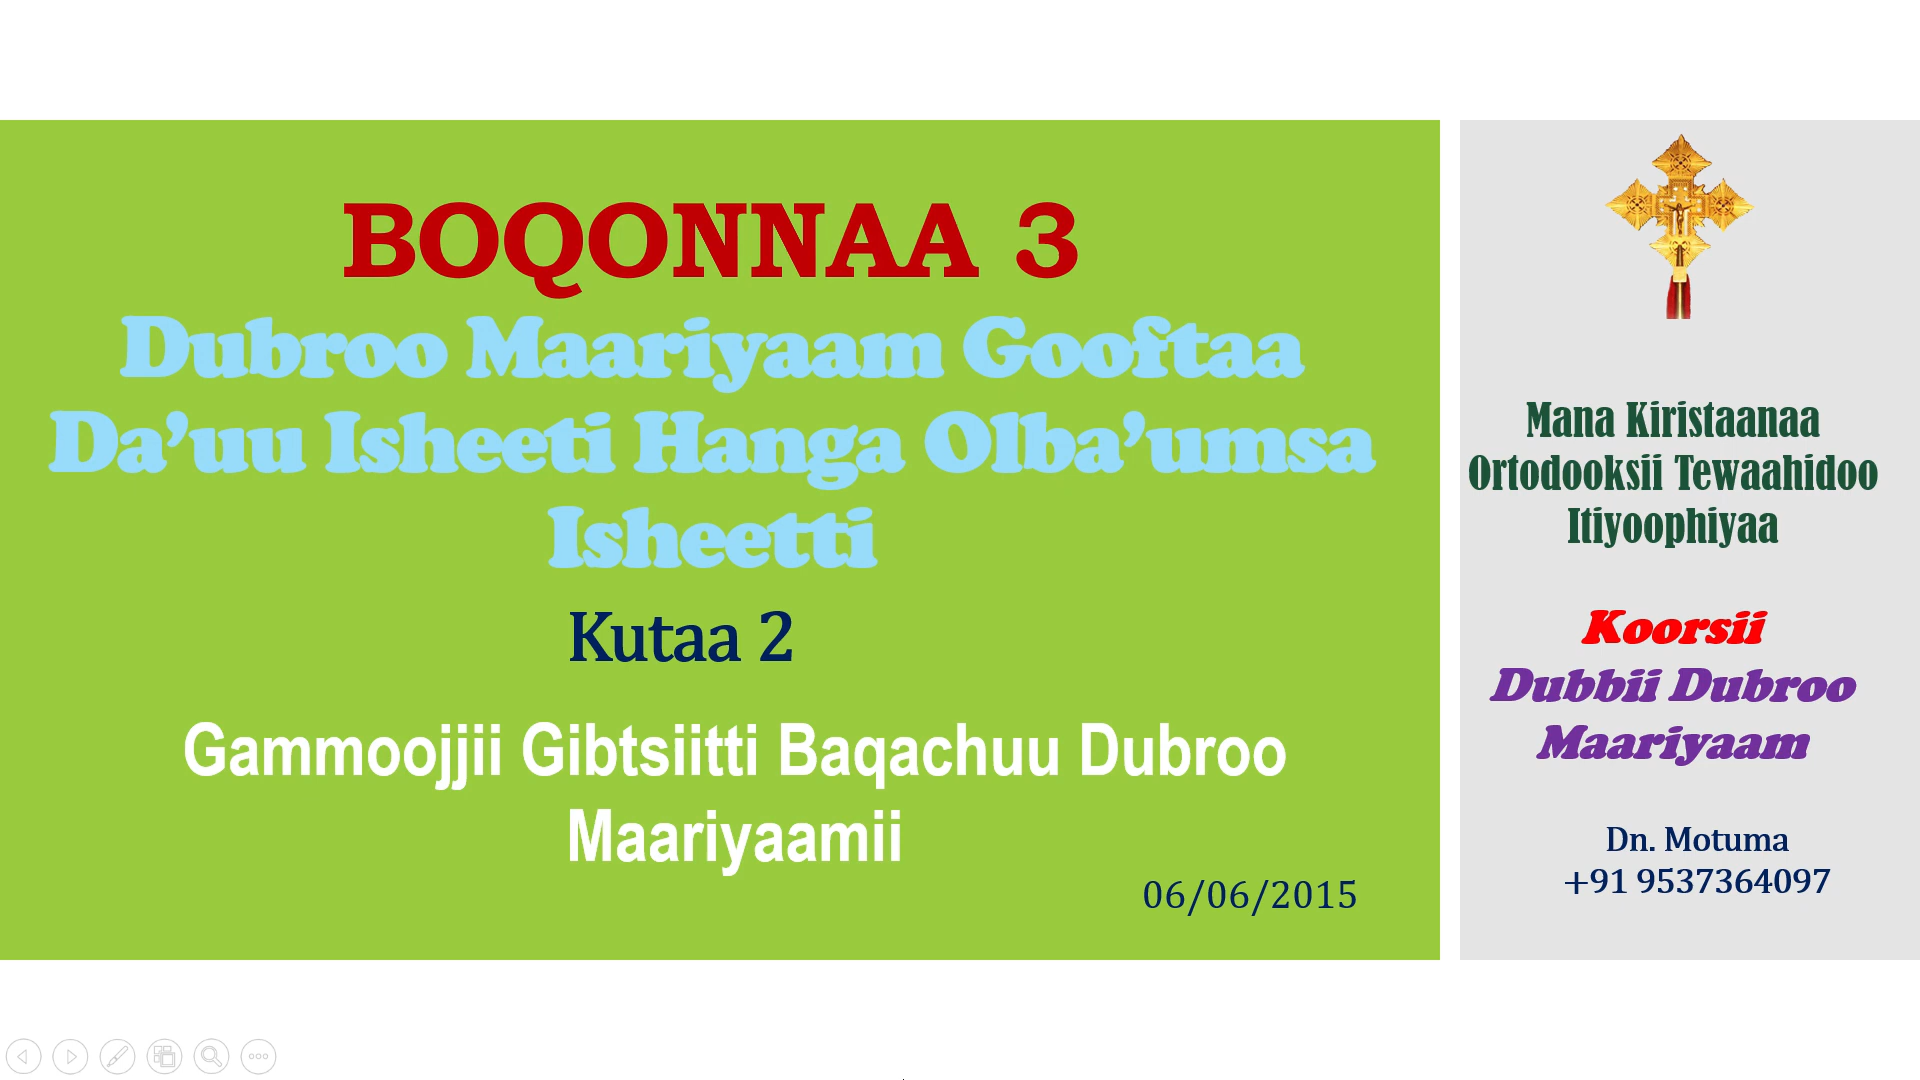 BOQONNAA 3
Dubroo Maariyaam Gooftaa
Da’uu Isheeti Hanga Olba’umsa
Isheetti
Kutaa 2
Gammoojjii Gibtsiitti Baqachuu Dubroo
Maariyaamii
06/06/2015
Mana Kiristaanaa
Ortodooksii Tewaahidoo
Itiyoophiyaa
Koorsii
Dubbii Dubroo
Maariyaam
Dn. Motuma
+91 9537364097